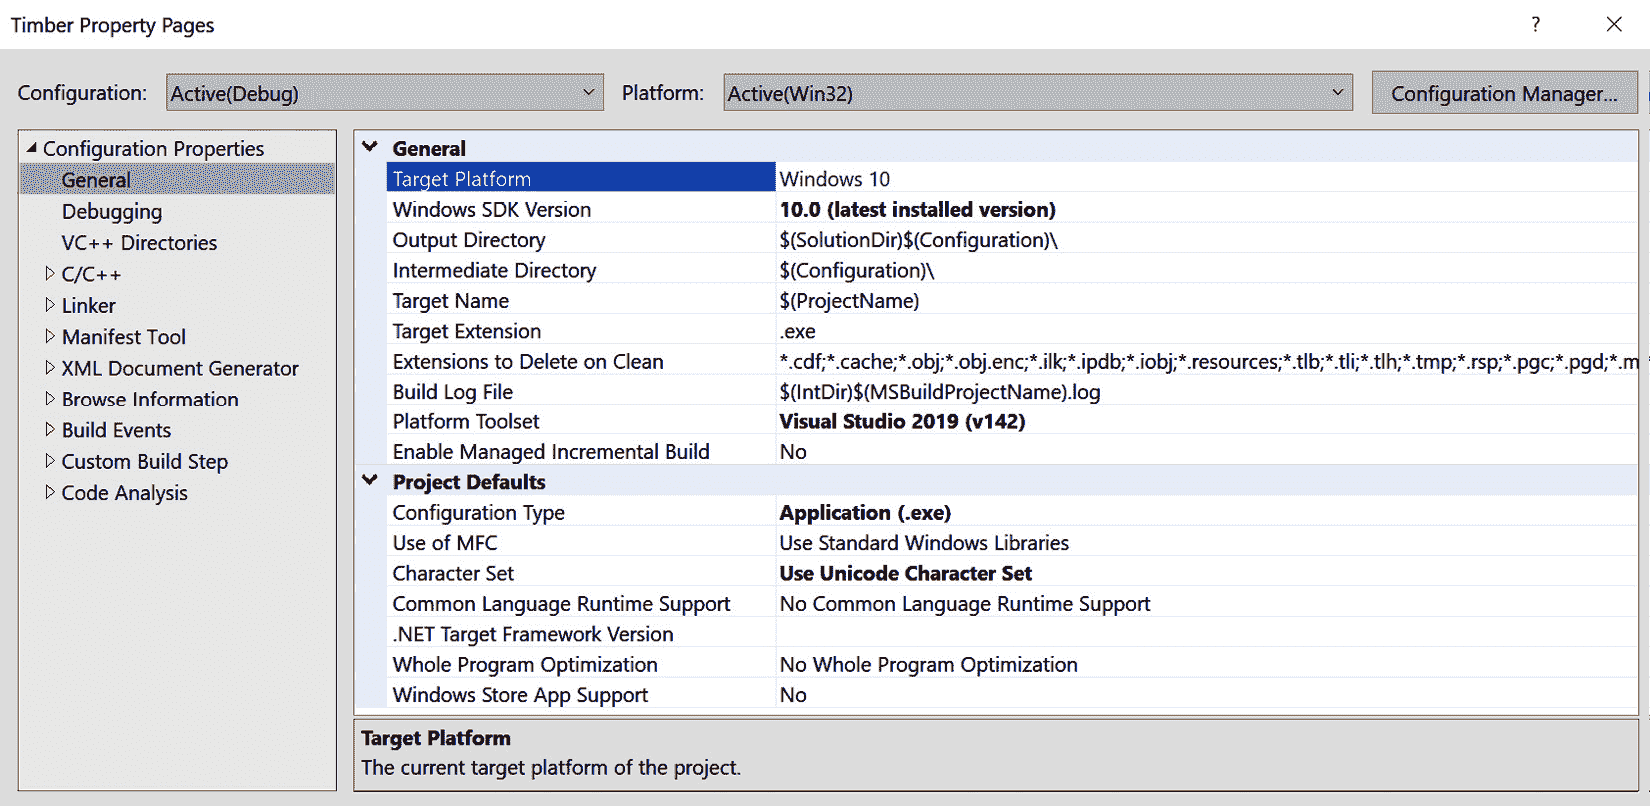 Timber Property Pages ?
Configuration: Active(Debug) Platform: Active(Win32) Configuration Manager...
Configuration Properties
General
Debugging
VC++ Directories
C/C++
Linker
Manifest Tool
XML Document Generator
Browse Information
Build Events
Custom Build Step
Code Analysis
General
Target Platform Windows 10
Windows SDK Version 10.0 (latest installed version)
Output Directory $(SolutionDir)$(Configuration)\
Intermediate Directory $(Configuration)\
Target Name $(ProjectName)
Target Extension .exe
Extensions to Delete on Clean *.cdf;*.cache;*.obj;*.obj.enc;*.ilk;*.ipdb;*.iobj;*.resources;*.tlb;*.tli;*.tlh;*.tmp;*.rsp;*.pgc;*.pgd;*.m
Build Log File $(IntDir)$(MSBuildProjectName).log
Platform Toolset Visual Studio 2019 (v142)
Enable Managed Incremental Build No
Project Defaults
Configuration Type Application (.exe)
Use of MFC Use Standard Windows Libraries
Character Set Use Unicode Character Set
Common Language Runtime Support No Common Language Runtime Support
.NET Target Framework Version
Whole Program Optimization No Whole Program Optimization
Windows Store App Support No
Target Platform
The current target platform of the project.